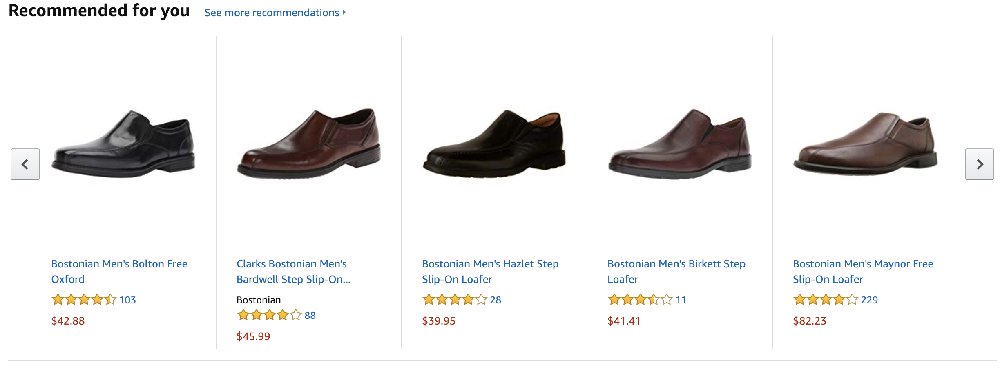 Recommended for you See more recommendations
Bostonian Men's Bolton Free
Oxford
103
$42.88
Clarks Bostonian Men's
Bardwell Step Slip-On...
Bostonian
88
$45.99
Bostonian Men's Hazlet Step
Slip-On Loafer
28
$39.95
Bostonian Men's Birkett Step
Loafer
11
$41.41
Bostonian Men's Maynor Free
Slip-On Loafer
229
$82.23